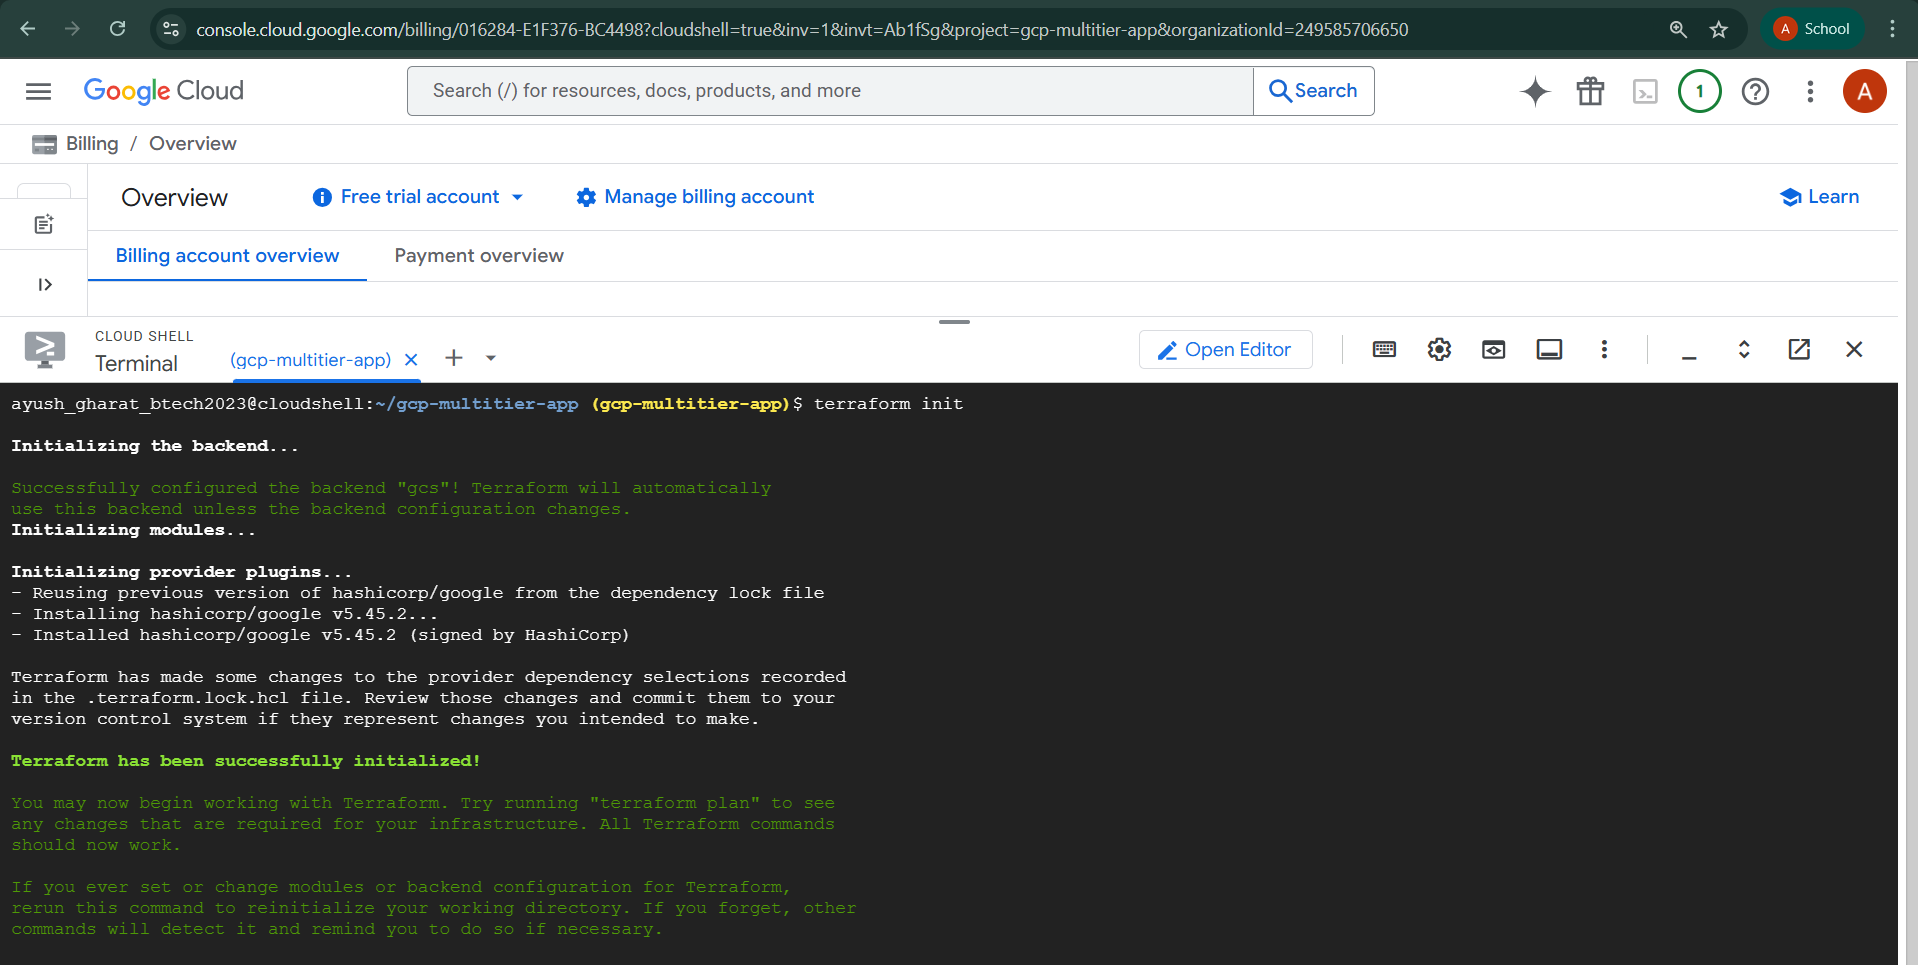 console.cloud.google.com/billing/016284-E1F376-BC4498?cloudshell=true&inv=1&invt=Ab1fSg&project=gcp-multitier-app&organizationId=249585706650
A School
Google Cloud
Search (/) for resources, docs, products, and more
Search
1
A
Billing / Overview
Overview
Free trial account
Manage billing account
Learn
Billing account overview
Payment overview
CLOUD SHELL
Terminal
(gcp-multitier-app)
Open Editor
ayush_gharat_btech2023@cloudshell:~/gcp-multitier-app (gcp-multitier-app)$ terraform init
Initializing the backend...
Successfully configured the backend "gcs"! Terraform will automatically
use this backend unless the backend configuration changes.
Initializing modules...
Initializing provider plugins...
- Reusing previous version of hashicorp/google from the dependency lock file
- Installing hashicorp/google v5.45.2...
- Installed hashicorp/google v5.45.2 (signed by HashiCorp)
Terraform has made some changes to the provider dependency selections recorded
in the .terraform.lock.hcl file. Review those changes and commit them to your
version control system if they represent changes you intended to make.
Terraform has been successfully initialized!
You may now begin working with Terraform. Try running "terraform plan" to see
any changes that are required for your infrastructure. All Terraform commands
should now work.
If you ever set or change modules or backend configuration for Terraform,
rerun this command to reinitialize your working directory. If you forget, other
commands will detect it and remind you to do so if necessary.